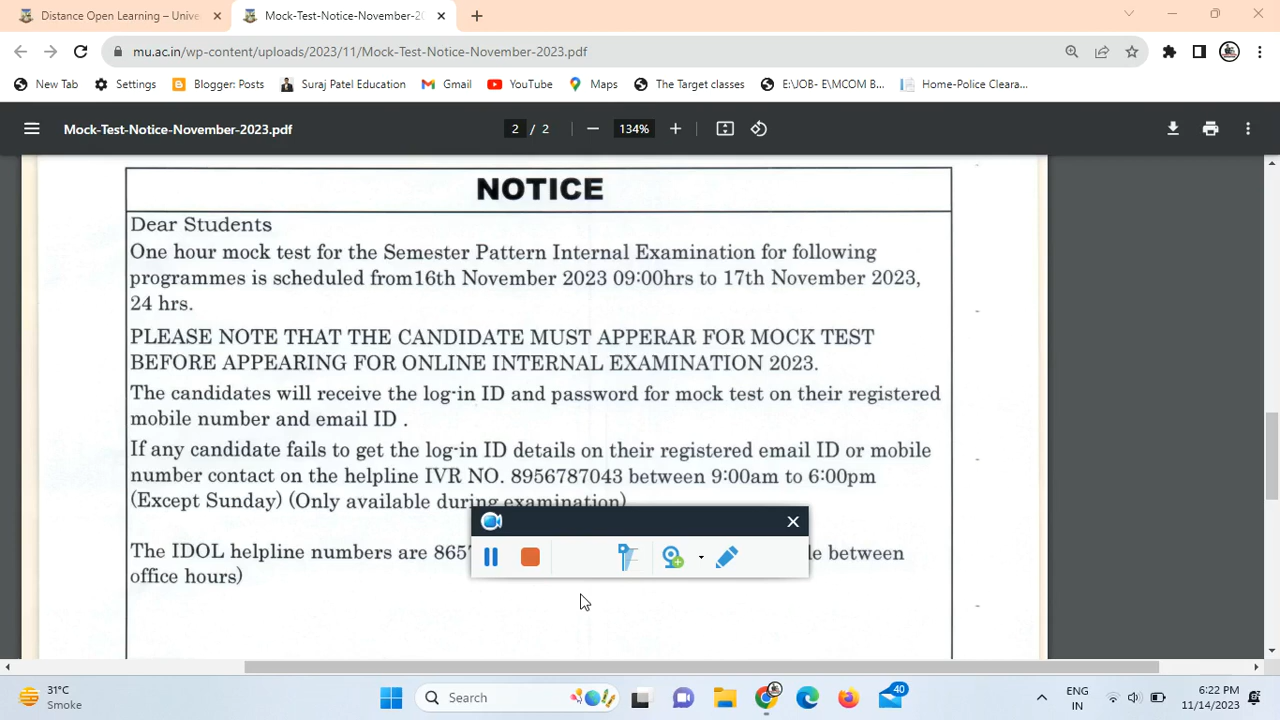 Distance Open Learning – Unive
Mock-Test-Notice-November-20
mu.ac.in/wp-content/uploads/2023/11/Mock-Test-Notice-November-2023.pdf
New Tab
Settings
Blogger: Posts
Suraj Patel Education
Gmail
YouTube
Maps
The Target classes
E:\JOB- E\MCOM B...
Home-Police Cleara...
Mock-Test-Notice-November-2023.pdf
2 / 2
134%
NOTICE
Dear Students
One hour mock test for the Semester Pattern Internal Examination for following
programmes is scheduled from16th November 2023 09:00hrs to 17th November 2023,
24 hrs.
PLEASE NOTE THAT THE CANDIDATE MUST APPERAR FOR MOCK TEST
BEFORE APPEARING FOR ONLINE INTERNAL EXAMINATION 2023.
The candidates will receive the log-in ID and password for mock test on their registered
mobile number and email ID .
If any candidate fails to get the log-in ID details on their registered email ID or mobile
number contact on the helpline IVR NO. 8956787043 between 9:00am to 6:00pm
(Except Sunday) (Only available during examination)
The IDOL helpline numbers are 865 le between
office hours)
31°C
Smoke
Search
40
ENG
IN
6:22 PM
11/14/2023